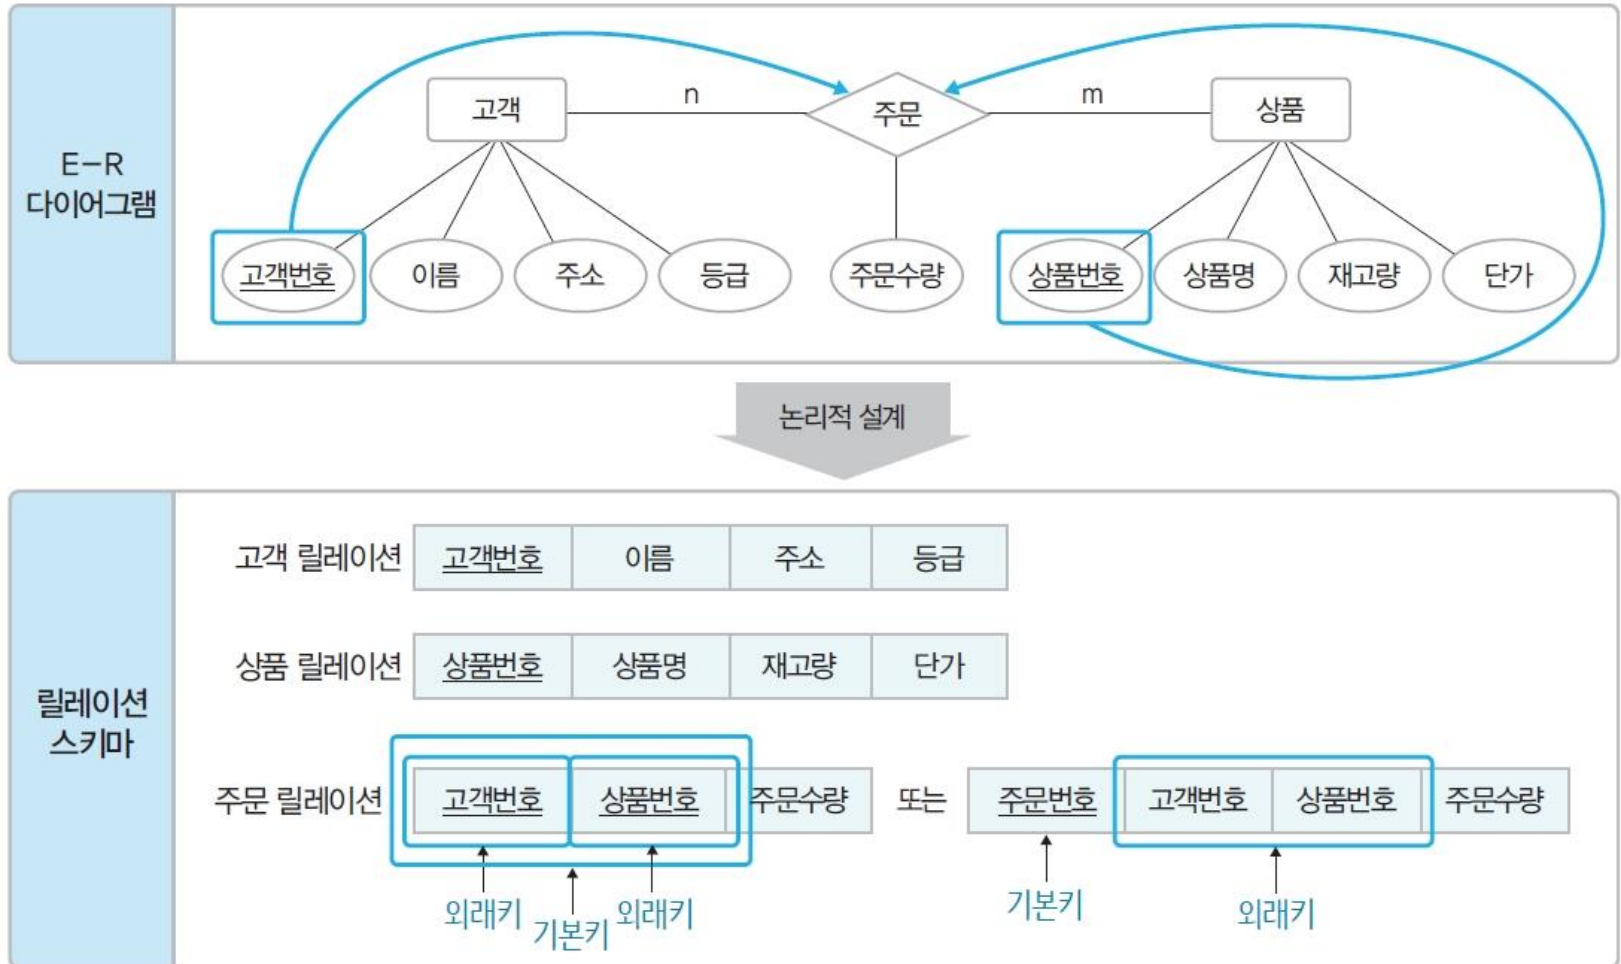 E-R
다이어그램
고객
n
주문
m
상품
고객번호
이름
주소
등급
주문수량
상품번호
상품명
재고량
단가
논리적 설계
릴레이션
스키마
고객 릴레이션 고객번호 이름 주소 등급
상품 릴레이션 상품번호 상품명 재고량 단가
주문 릴레이션 고객번호 상품번호 주문수량 또는 주문번호 고객번호 상품번호 주문수량
외래키 기본키 외래키 기본키 외래키